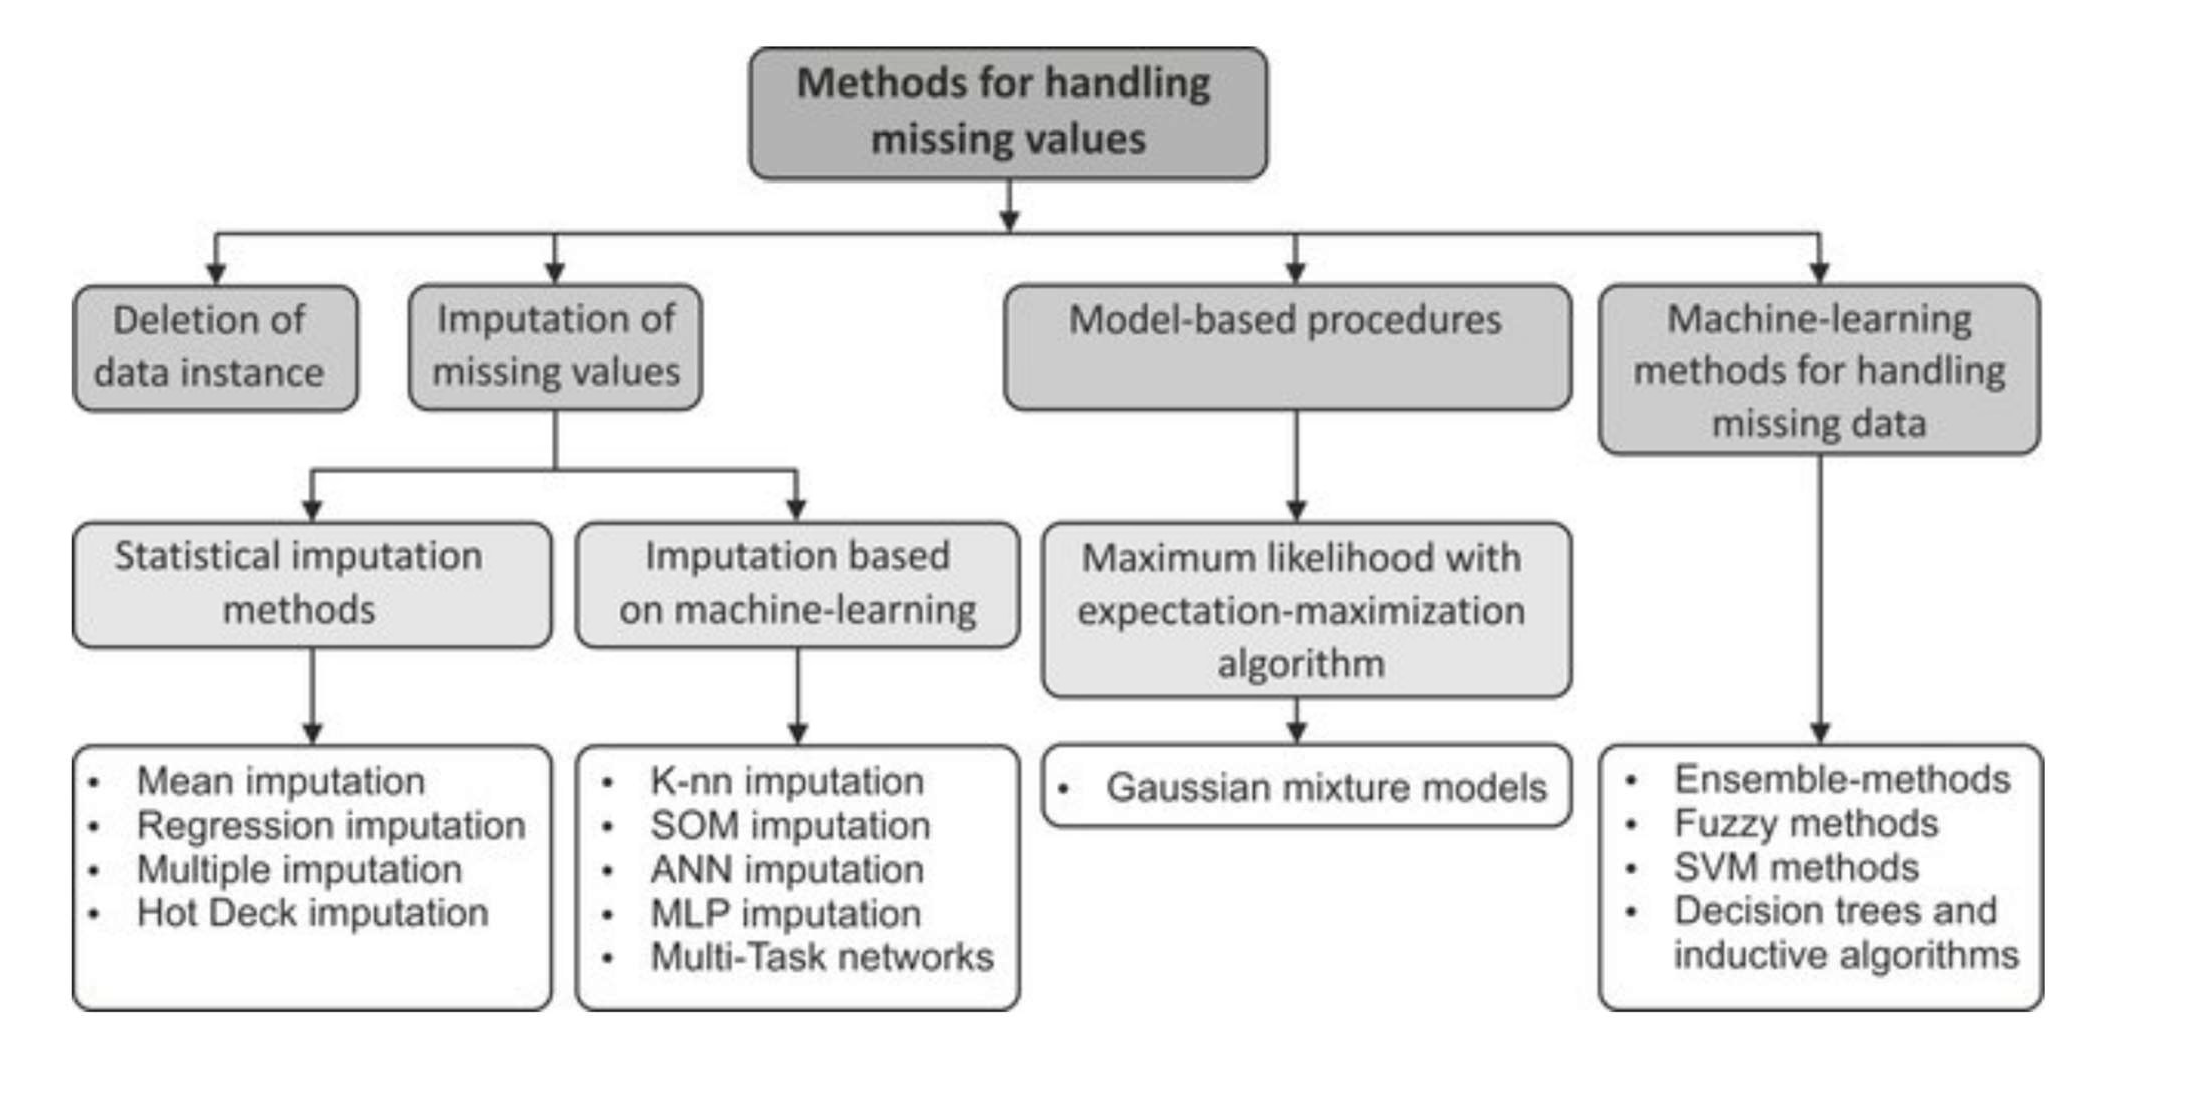 Methods for handling
missing values
Deletion of
data instance
Imputation of
missing values
Model-based procedures
Machine-learning
methods for handling
missing data
Statistical imputation
methods
Imputation based
on machine-learning
Maximum likelihood with
expectation-maximization
algorithm
• Mean imputation
• Regression imputation
• Multiple imputation
• Hot Deck imputation
• K-nn imputation
• SOM imputation
• ANN imputation
• MLP imputation
• Multi-Task networks
• Gaussian mixture models
• Ensemble-methods
• Fuzzy methods
• SVM methods
• Decision trees and
inductive algorithms